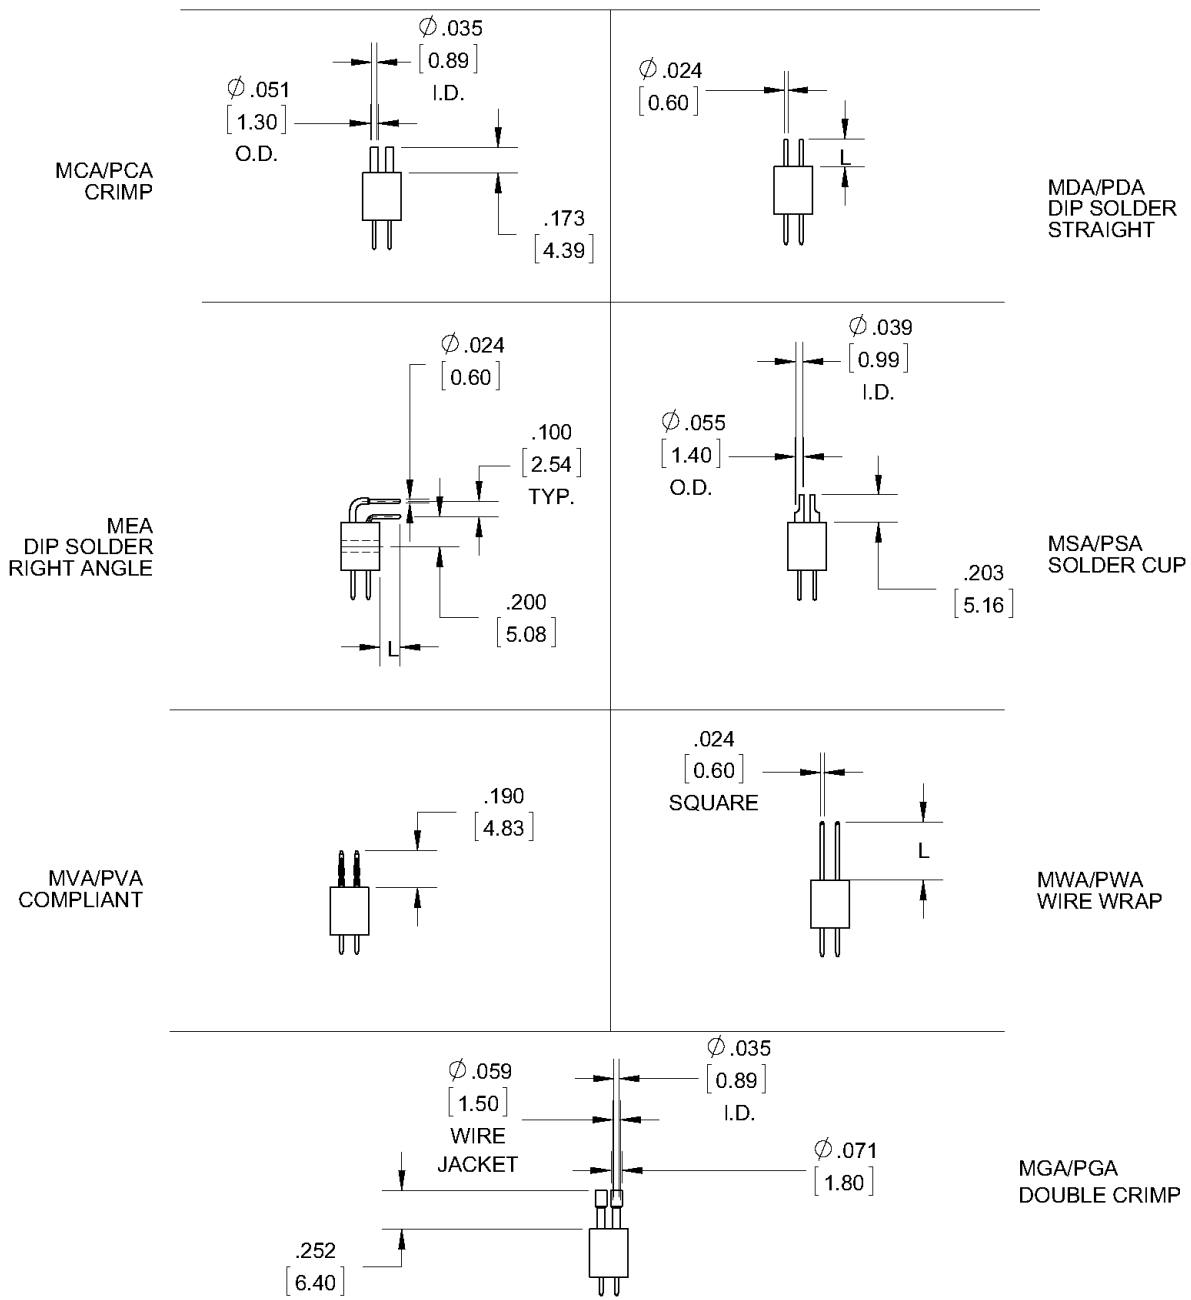 MCA/PCA
CRIMP
Ø .051
[1.30]
O.D.
Ø .035
[0.89]
I.D.
.173
[4.39]
Ø .024
[0.60]
L
MDA/PDA
DIP SOLDER
STRAIGHT
MEA
DIP SOLDER
RIGHT ANGLE
Ø .024
[0.60]
.100
[2.54]
TYP.
.200
[5.08]
L
Ø .039
[0.99]
I.D.
Ø .055
[1.40]
O.D.
.203
[5.16]
MSA/PSA
SOLDER CUP
MVA/PVA
COMPLIANT
.190
[4.83]
.024
[0.60]
SQUARE
L
MWA/PWA
WIRE WRAP
Ø .059
[1.50]
WIRE
JACKET
Ø .035
[0.89]
I.D.
Ø .071
[1.80]
.252
[6.40]
MGA/PGA
DOUBLE CRIMP